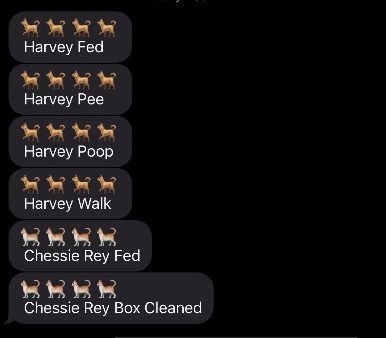 🐕🐕🐕🐕
Harvey Fed
🐕🐕🐕🐕
Harvey Pee
🐕🐕🐕🐕
Harvey Poop
🐕🐕🐕🐕
Harvey Walk
🐈🐈🐈🐈
Chessie Rey Fed
🐈🐈🐈🐈
Chessie Rey Box Cleaned